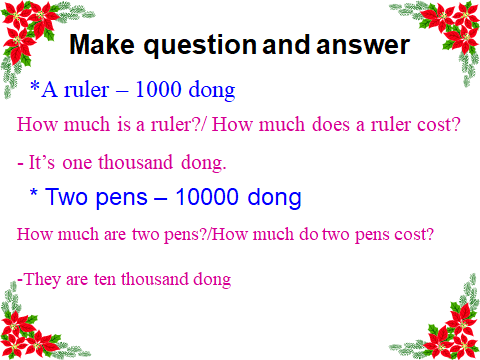 Make question and answer
*A ruler – 1000 dong
How much is a ruler?/ How much does a ruler cost?
- It’s one thousand dong.
* Two pens – 10000 dong
How much are two pens?/How much do two pens cost?
-They are ten thousand dong